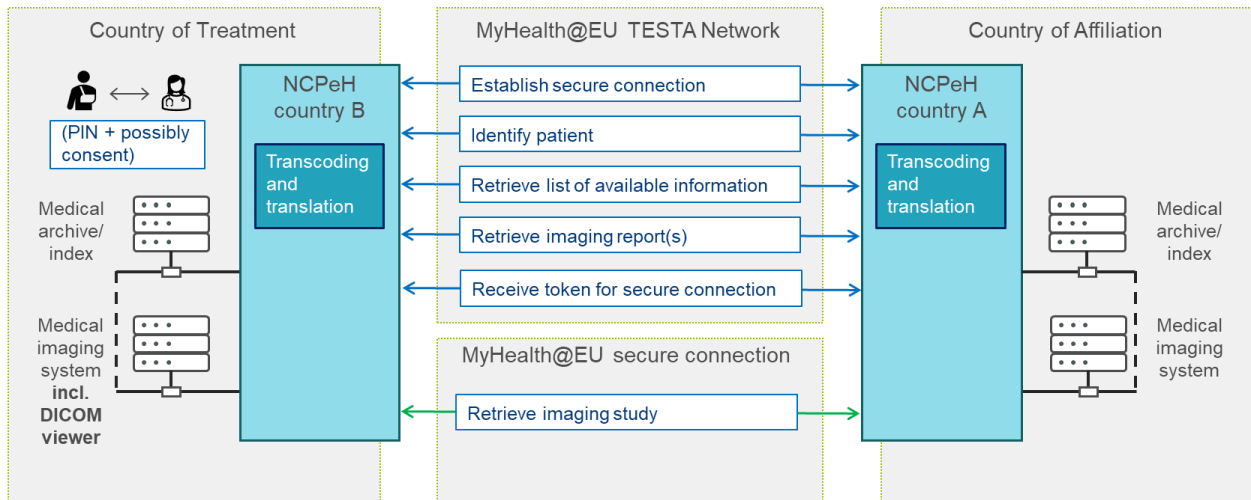 Country of Treatment
(PIN + possibly
consent)
Medical
archive/
index
Medical
imaging
system
incl.
DICOM
viewer
NCPeH
country B
Transcoding
and
translation
MyHealth@EU TESTA Network
Establish secure connection
Identify patient
Retrieve list of available information
Retrieve imaging report(s)
Receive token for secure connection
MyHealth@EU secure connection
Retrieve imaging study
Country of Affiliation
NCPeH
country A
Transcoding
and
translation
Medical
archive/
index
Medical
imaging
system